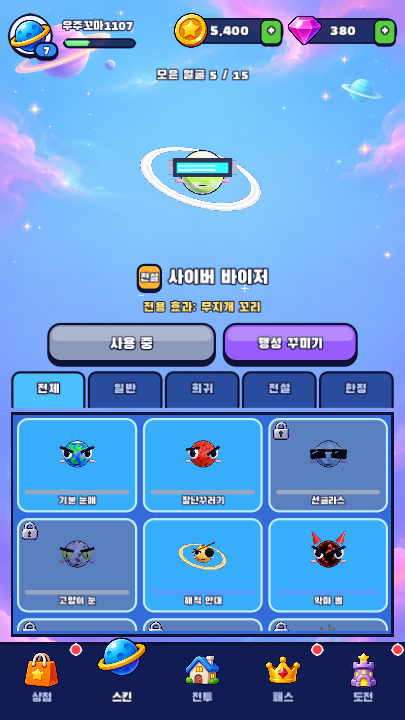 우주꼬마1107
7
5,400
380
모은 얼굴 5 / 15
전설 사이버 바이저
전용 효과: 무지개 꼬리
사용 중
행성 꾸미기
전체
일반
희귀
전설
한정
기본 눈매
장난꾸러기
선글라스
고양이 눈
해적 안대
악마 뿔
상점
스킨
전투
패스
도전